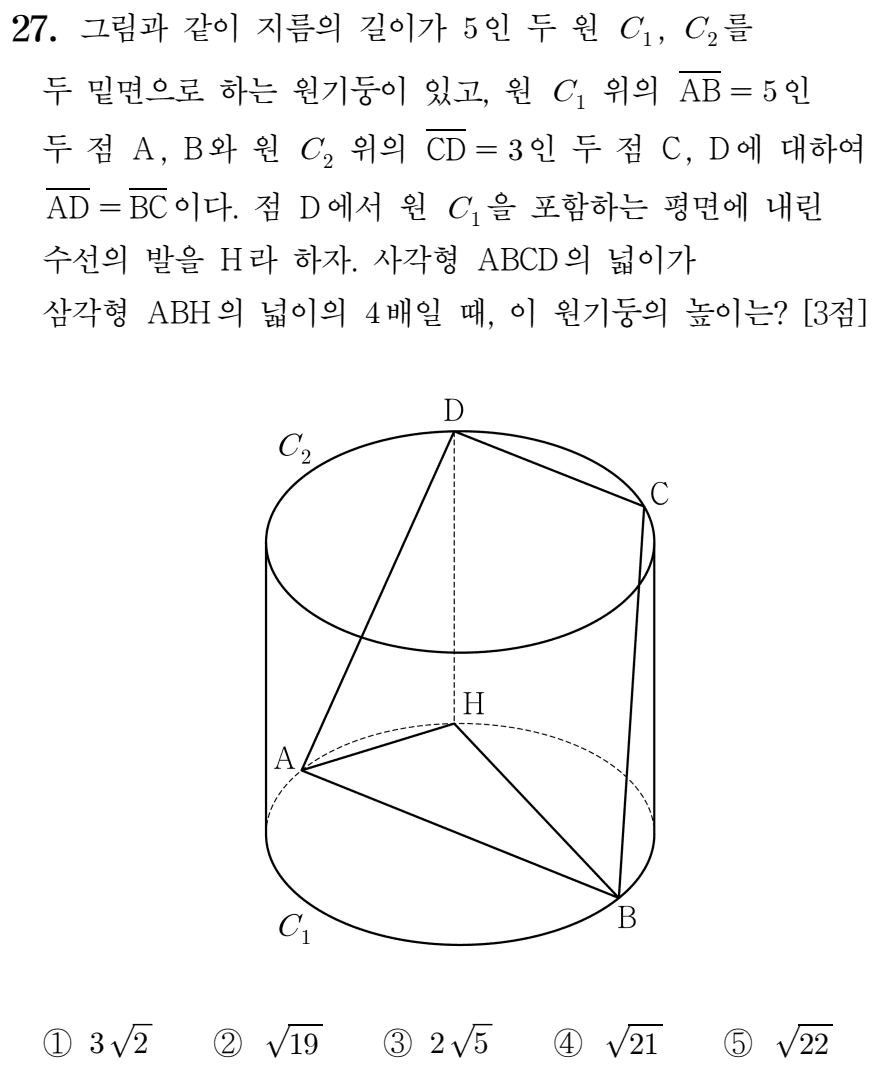 27. 그림과 같이 지름의 길이가 5인 두 원 C₁, C₂를
두 밑면으로 하는 원기둥이 있고, 원 C₁ 위의 A̅B̅ = 5인
두 점 A, B와 원 C₂ 위의 C̅D̅ = 3인 두 점 C, D에 대하여
A̅D̅ = B̅C̅이다. 점 D에서 원 C₁을 포함하는 평면에 내린
수선의 발을 H라 하자. 사각형 ABCD의 넓이가
삼각형 ABH의 넓이의 4배일 때, 이 원기둥의 높이는? [3점]
D
C₂
C
H
A
B
C₁
① 3√2 ② √19 ③ 2√5 ④ √21 ⑤ √22